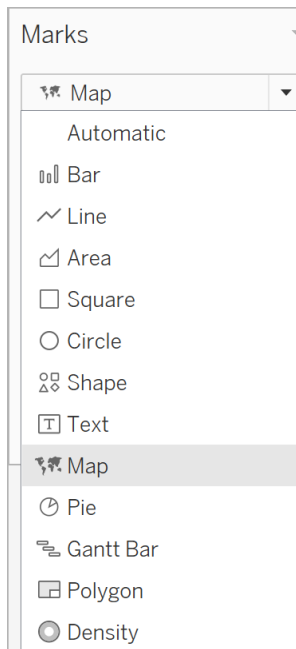 Marks
Map
Automatic
Bar
Line
Area
Square
Circle
Shape
Text
Map
Pie
Gantt Bar
Polygon
Density